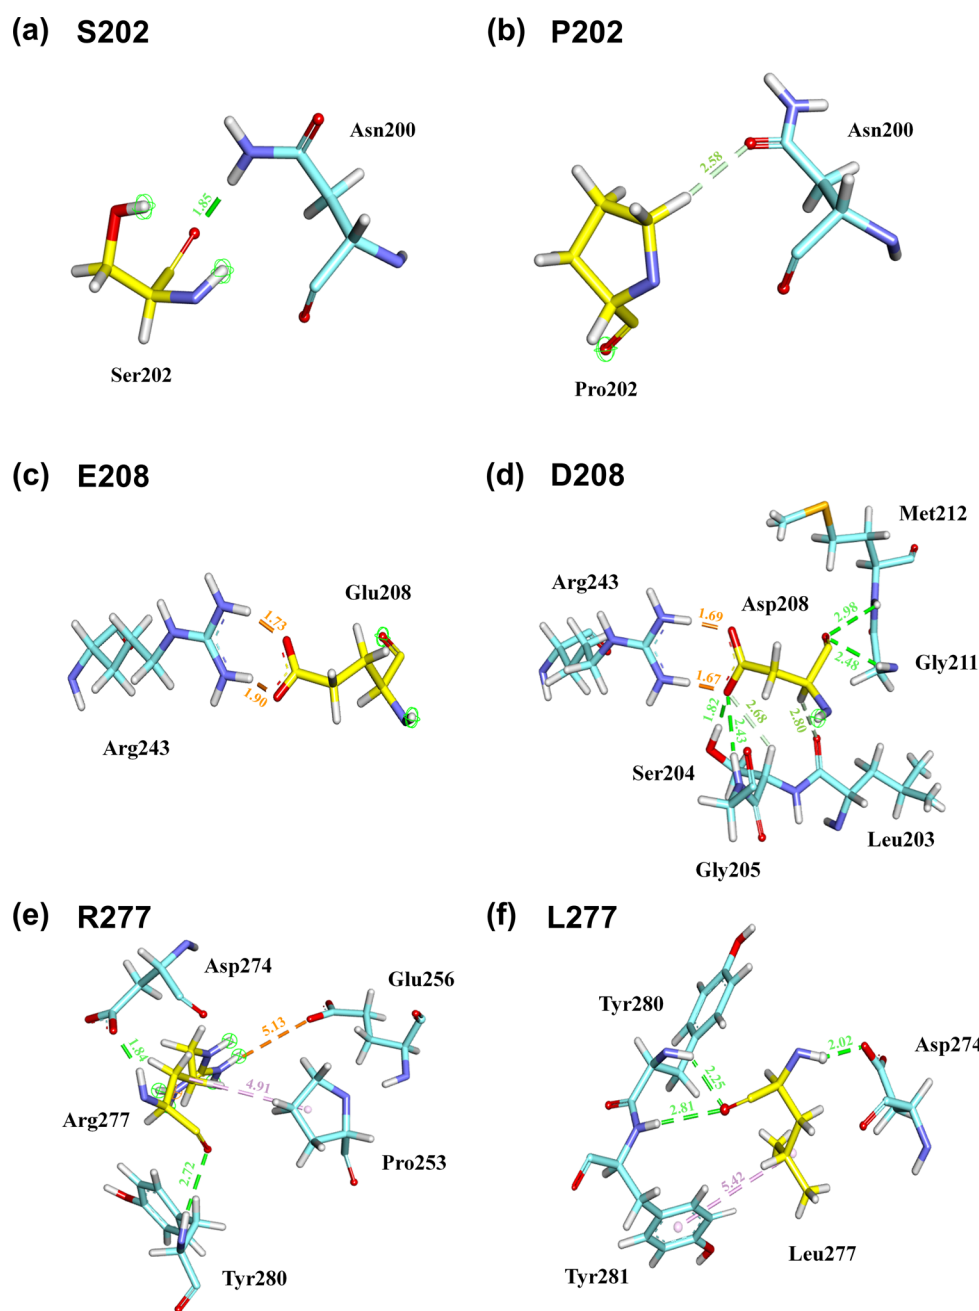 (a) S202
(b) P202
Asn200
1.85
Ser202
Asn200
2.58
Pro202
(c) E208
(d) D208
Glu208
1.73
1.90
Arg243
Met212
Arg243
Asp208
1.69
2.98
2.48
Gly211
1.67
1.82
2.68
2.43
2.80
Ser204
Leu203
Gly205
(e) R277
(f) L277
Asp274
Glu256
5.13
1.84
4.91
Arg277
Pro253
2.72
Tyr280
Tyr280
2.02
Asp274
2.25
2.81
5.42
Leu277
Tyr281